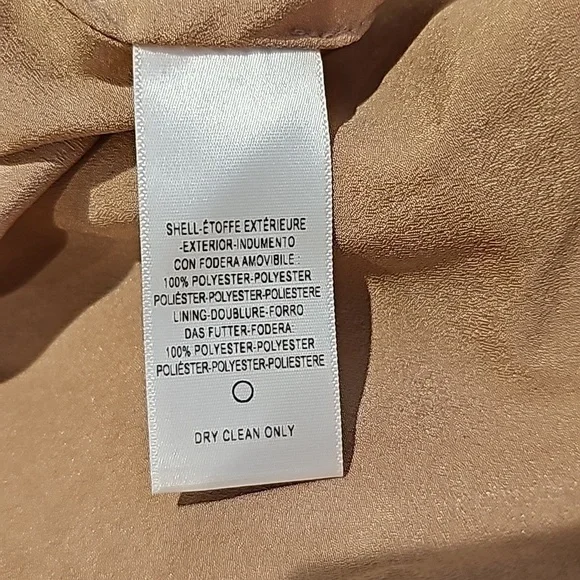 SHELL-ÉTOFFE EXTÉRIEURE
-EXTERIOR-INDUMENTO
CON FODERA AMOVIBILE :
100% POLYESTER-POLYESTER
POLIÉSTER-POLYESTER-POLIESTERE
LINING-DOUBLURE-FORRO
DAS FUTTER-FODERA:
100% POLYESTER-POLYESTER
POLIÉSTER-POLYESTER-POLIESTERE
DRY CLEAN ONLY